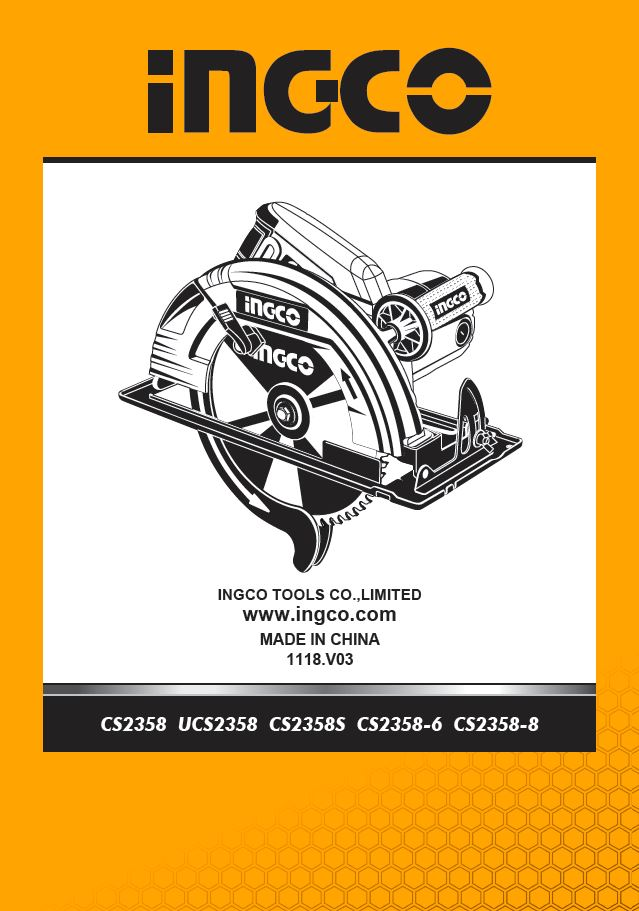 INGCO
INGCO
INGCO
INGCO
INGCO TOOLS CO.,LIMITED
www.ingco.com
MADE IN CHINA
1118.V03
CS2358 UCS2358 CS2358S CS2358-6 CS2358-8